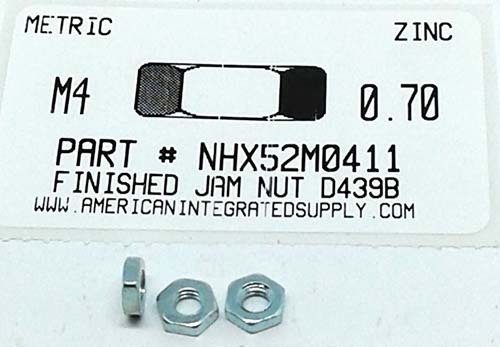 METRIC ZINC
M4 0.70
PART # NHX52M0411
FINISHED JAM NUT D439B
WWW.AMERICANINTEGRATEDSUPPLY.COM